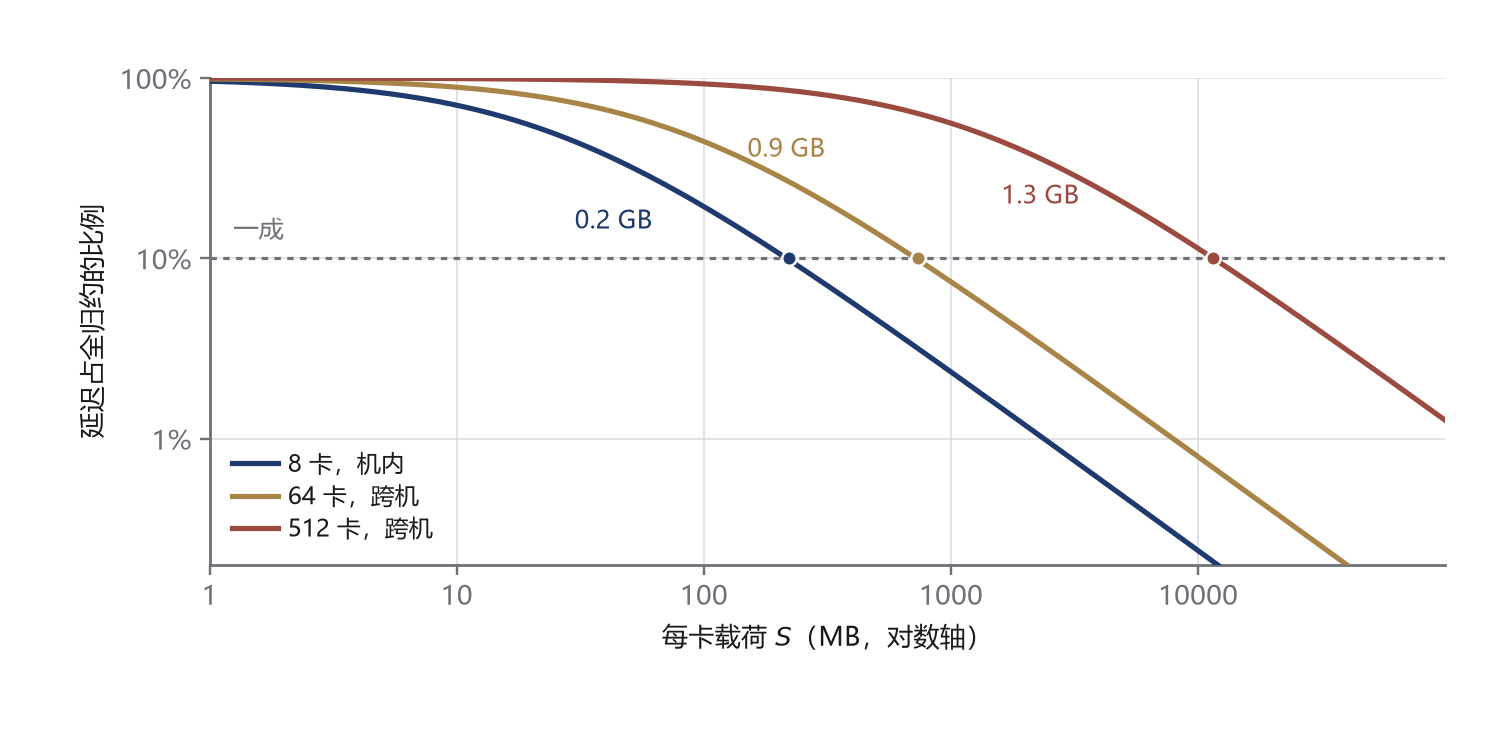 100%
0.9 GB
1.3 GB
0.2 GB
一成
10%
延迟占全归约的比例
1%
8 卡，机内
64 卡，跨机
512 卡，跨机
1
10
100
1000
10000
每卡载荷 S（MB，对数轴）